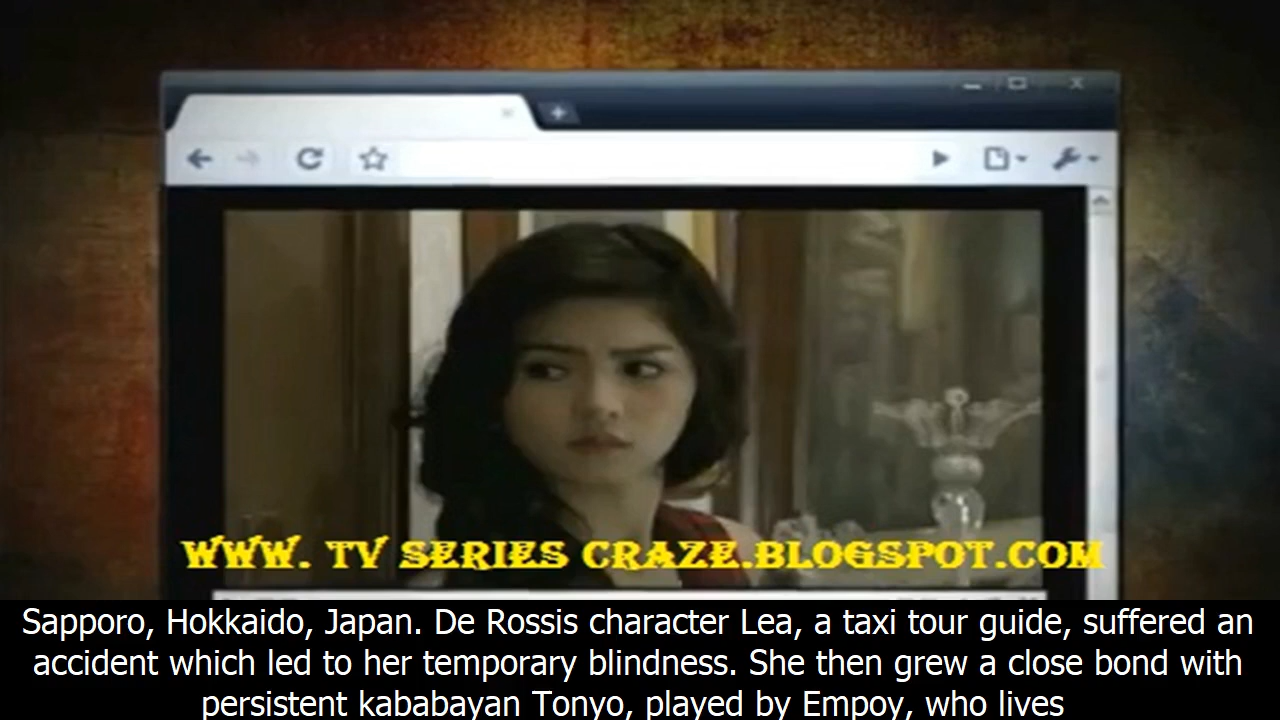 WWW. TV SERIES CRAZE.BLOGSPOT.COM
Sapporo, Hokkaido, Japan. De Rossis character Lea, a taxi tour guide, suffered an
accident which led to her temporary blindness. She then grew a close bond with
persistent kababayan Tonyo, played by Empoy, who lives